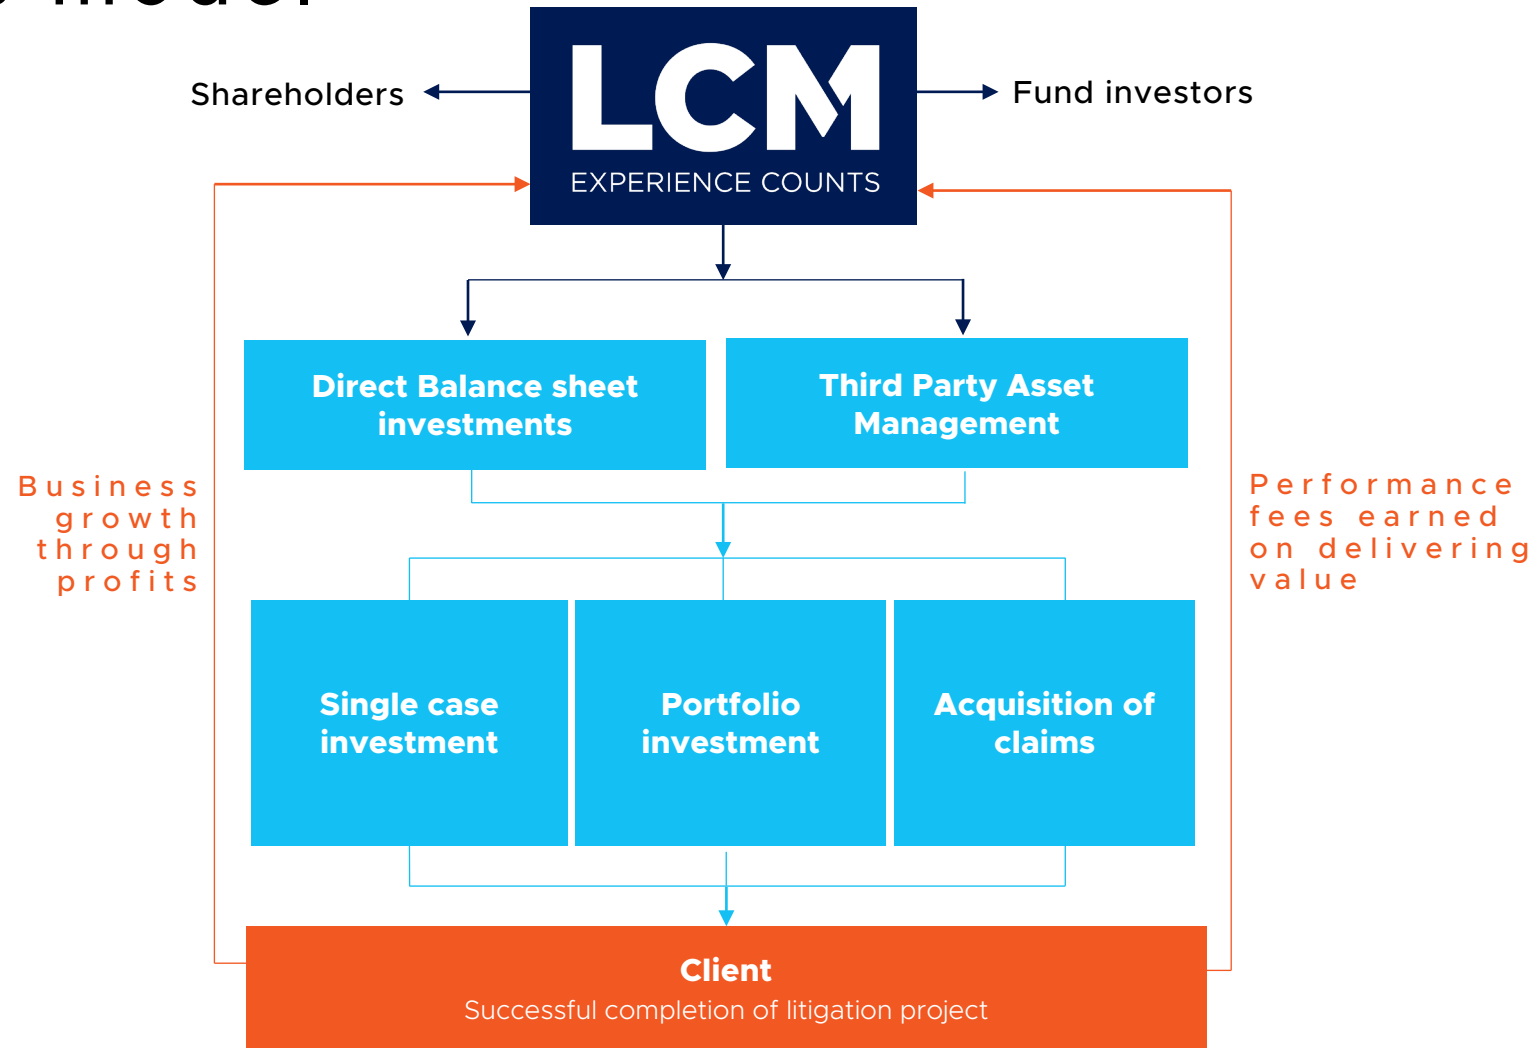 LCM
EXPERIENCE COUNTS
Shareholders
Fund investors
Direct Balance sheet
investments
Third Party Asset
Management
Business
growth
through
profits
Performance
fees earned
on delivering
value
Single case
investment
Portfolio
investment
Acquisition of
claims
Client
Successful completion of litigation project